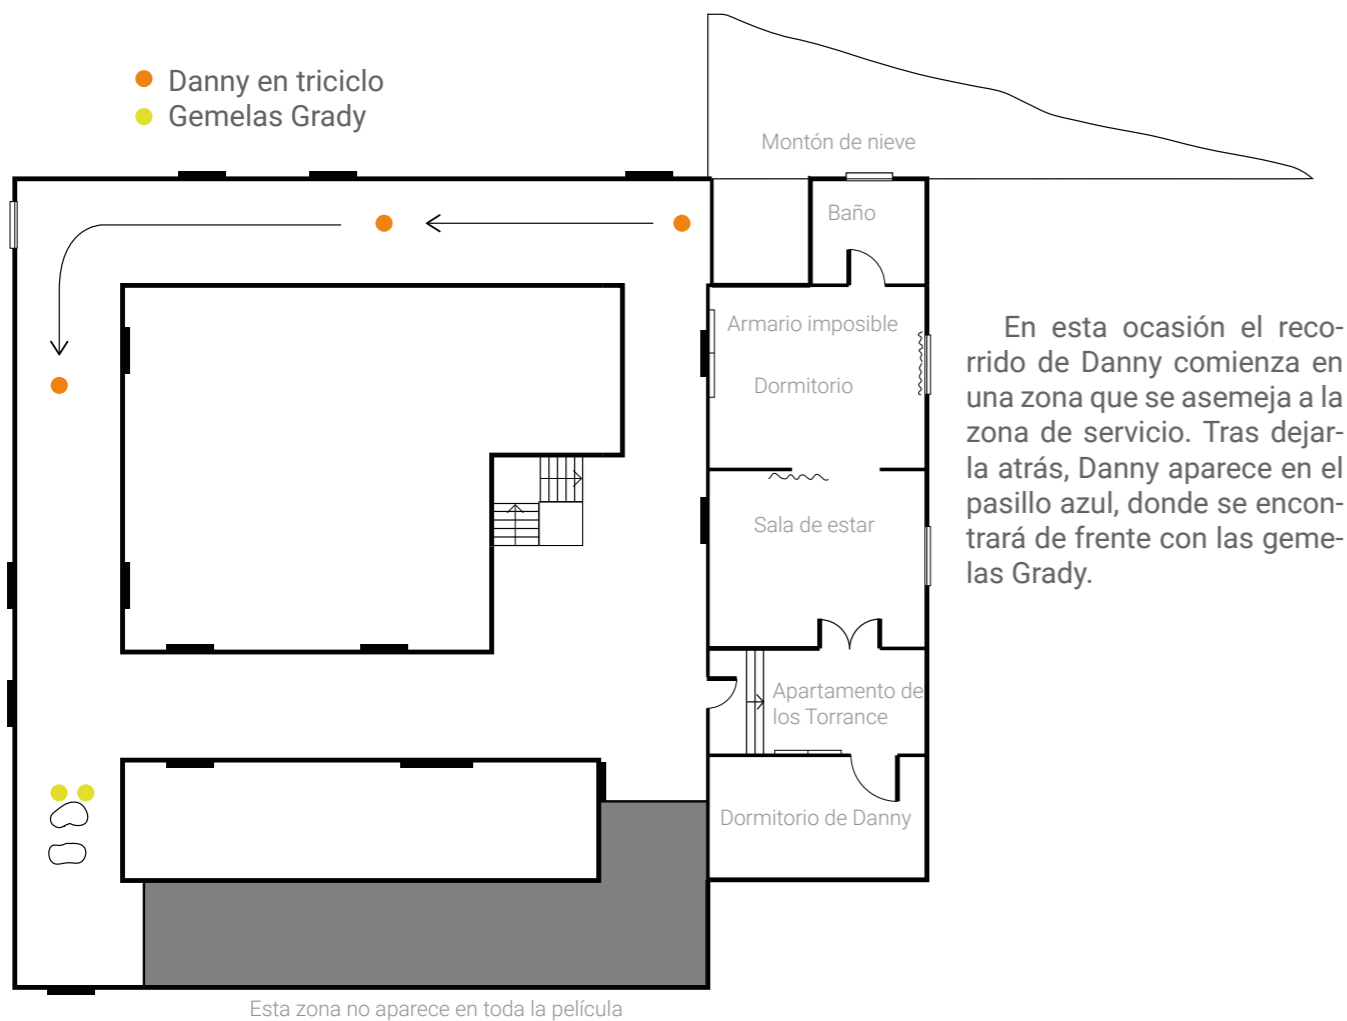 Danny en triciclo
Gemelas Grady
Montón de nieve
Baño
Armario imposible
Dormitorio
Sala de estar
Apartamento de
los Torrance
Dormitorio de Danny
Esta zona no aparece en toda la película
En esta ocasión el reco-
rrido de Danny comienza en
una zona que se asemeja a la
zona de servicio. Tras dejar-
la atrás, Danny aparece en el
pasillo azul, donde se encon-
trará de frente con las geme-
las Grady.